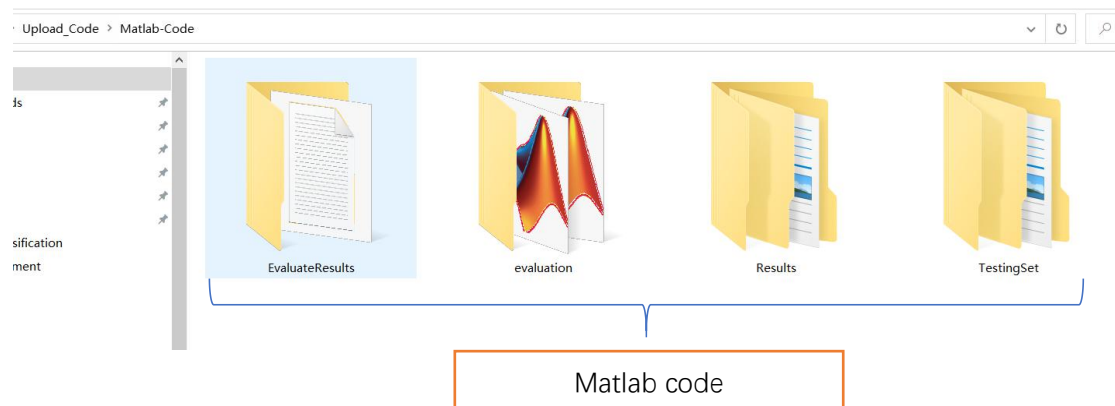 Upload_Code > Matlab-Code
ds
sification
ment
EvaluateResults
evaluation
Results
TestingSet
Matlab code